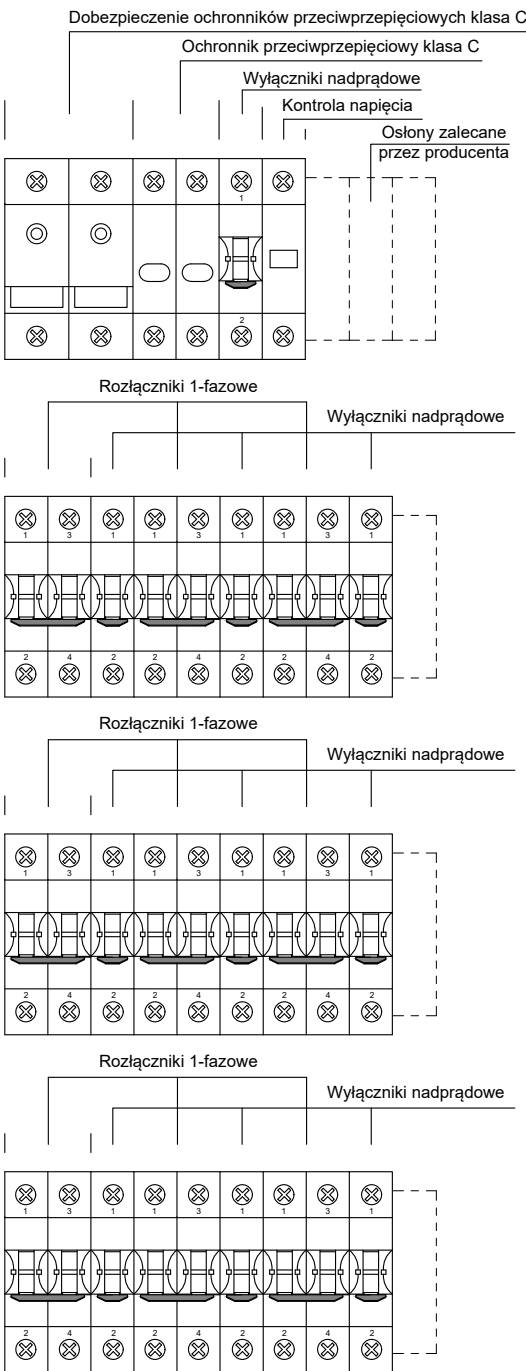 Dobezpieczenie ochronników przeciwprzepięciowych klasa C
Ochronnik przeciwprzepięciowy klasa C
Wyłączniki nadprądowe
Kontrola napięcia
Osłony zalecane
przez producenta
1
2
Rozłączniki 1-fazowe
Wyłączniki nadprądowe
1 3 1 1 3 1 1 3 1
2 4 2 2 4 2 2 4 2
Rozłączniki 1-fazowe
Wyłączniki nadprądowe
1 3 1 1 3 1 1 3 1
2 4 2 2 4 2 2 4 2
Rozłączniki 1-fazowe
Wyłączniki nadprądowe
1 3 1 1 3 1 1 3 1
2 4 2 2 4 2 2 4 2